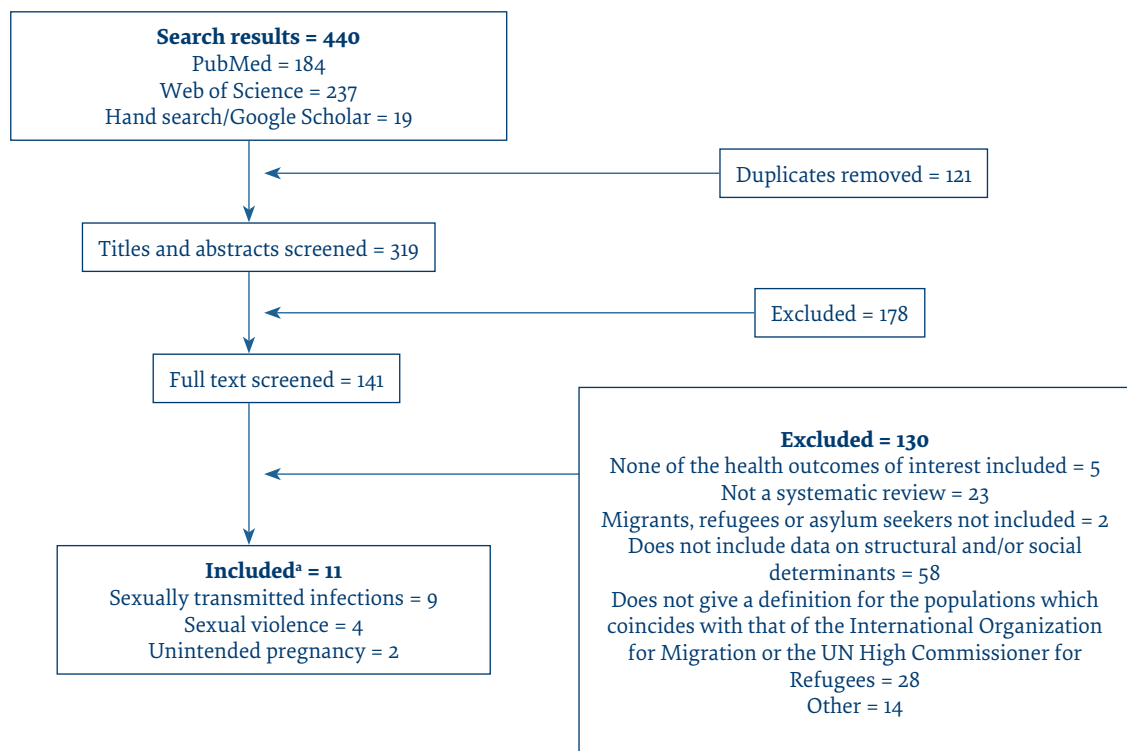 Search results = 440
PubMed = 184
Web of Science = 237
Hand search/Google Scholar = 19
Duplicates removed = 121
Titles and abstracts screened = 319
Excluded = 178
Full text screened = 141
Excluded = 130
None of the health outcomes of interest included = 5
Not a systematic review = 23
Migrants, refugees or asylum seekers not included = 2
Does not include data on structural and/or social
determinants = 58
Does not give a definition for the populations which
coincides with that of the International Organization
for Migration or the UN High Commissioner for
Refugees = 28
Other = 14
Includedᵃ = 11
Sexually transmitted infections = 9
Sexual violence = 4
Unintended pregnancy = 2